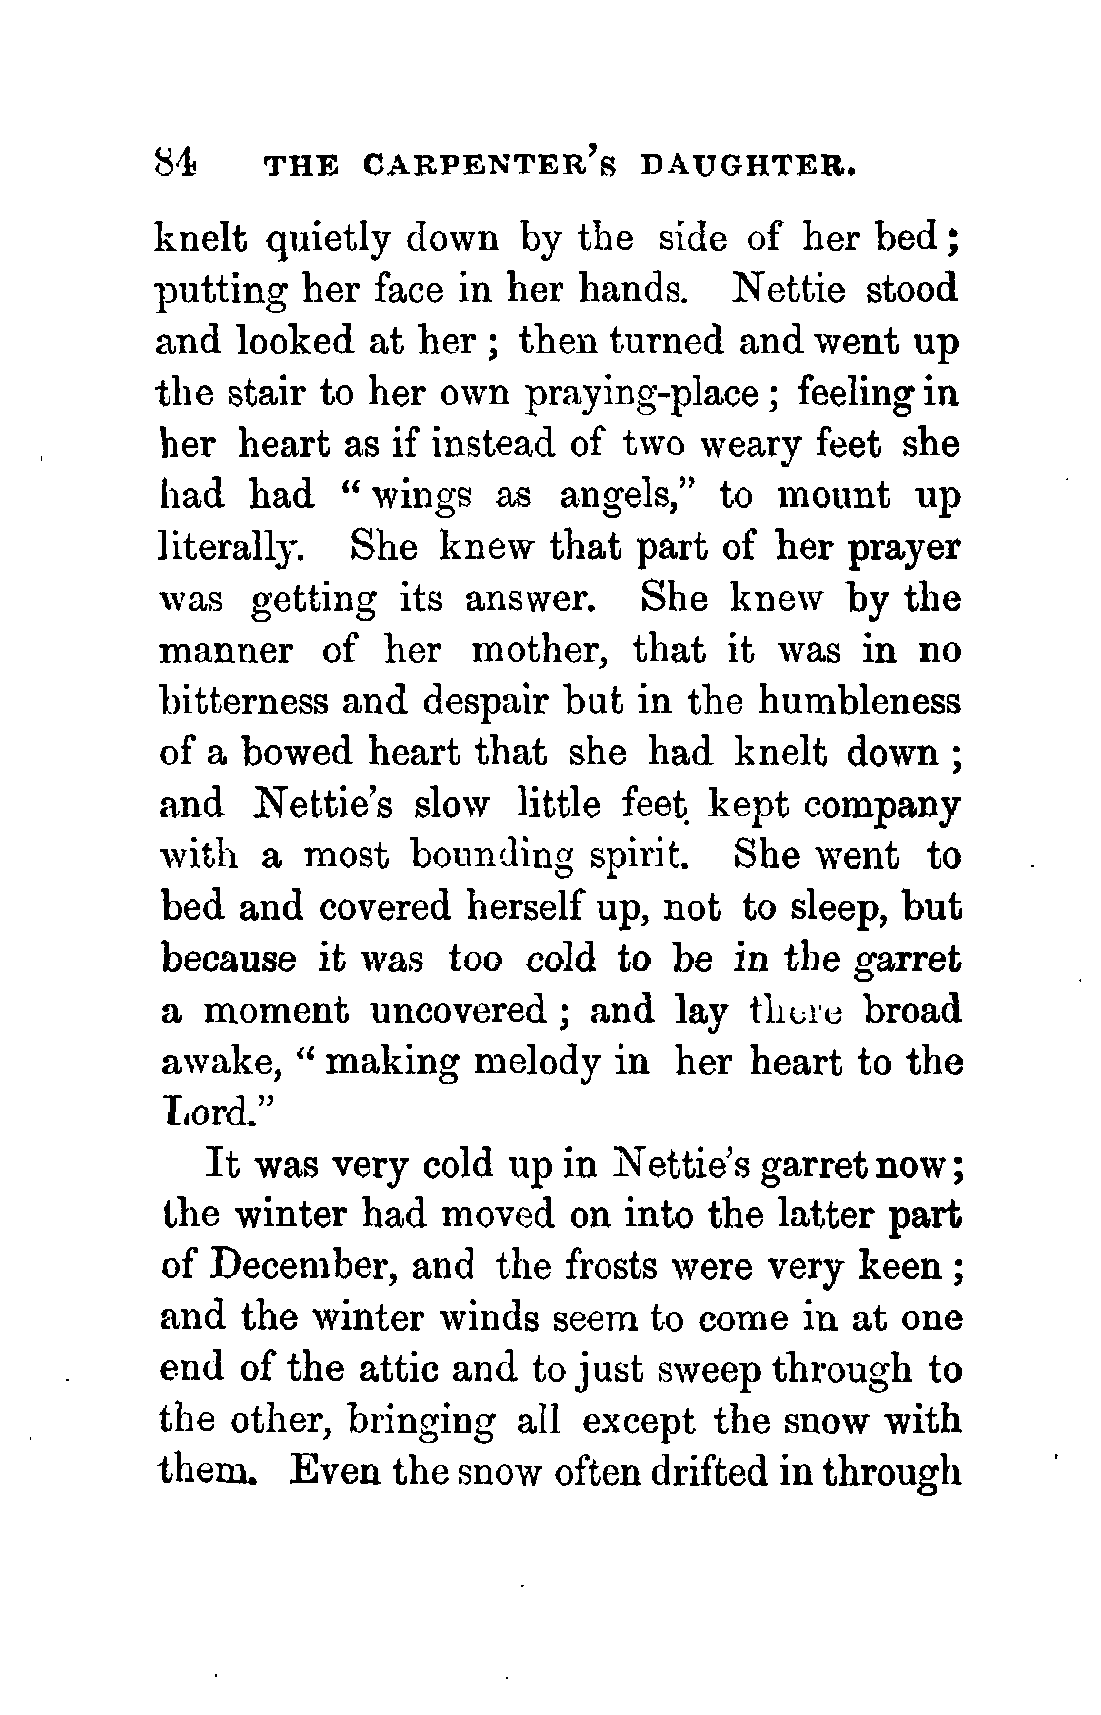 84 THE CARPENTER'S DAUGHTER.
knelt quietly down by the side of her bed;
putting her face in her hands. Nettie stood
and looked at her; then turned and went up
the stair to her own praying-place; feeling in
her heart as if instead of two weary feet she
had had "wings as angels," to mount up
literally. She knew that part of her prayer
was getting its answer. She knew by the
manner of her mother, that it was in no
bitterness and despair but in the humbleness
of a bowed heart that she had knelt down;
and Nettie's slow little feet kept company
with a most bounding spirit. She went to
bed and covered herself up, not to sleep, but
because it was too cold to be in the garret
a moment uncovered; and lay there broad
awake, "making melody in her heart to the
Lord."
It was very cold up in Nettie's garret now;
the winter had moved on into the latter part
of December, and the frosts were very keen;
and the winter winds seem to come in at one
end of the attic and to just sweep through to
the other, bringing all except the snow with
them. Even the snow often drifted in through